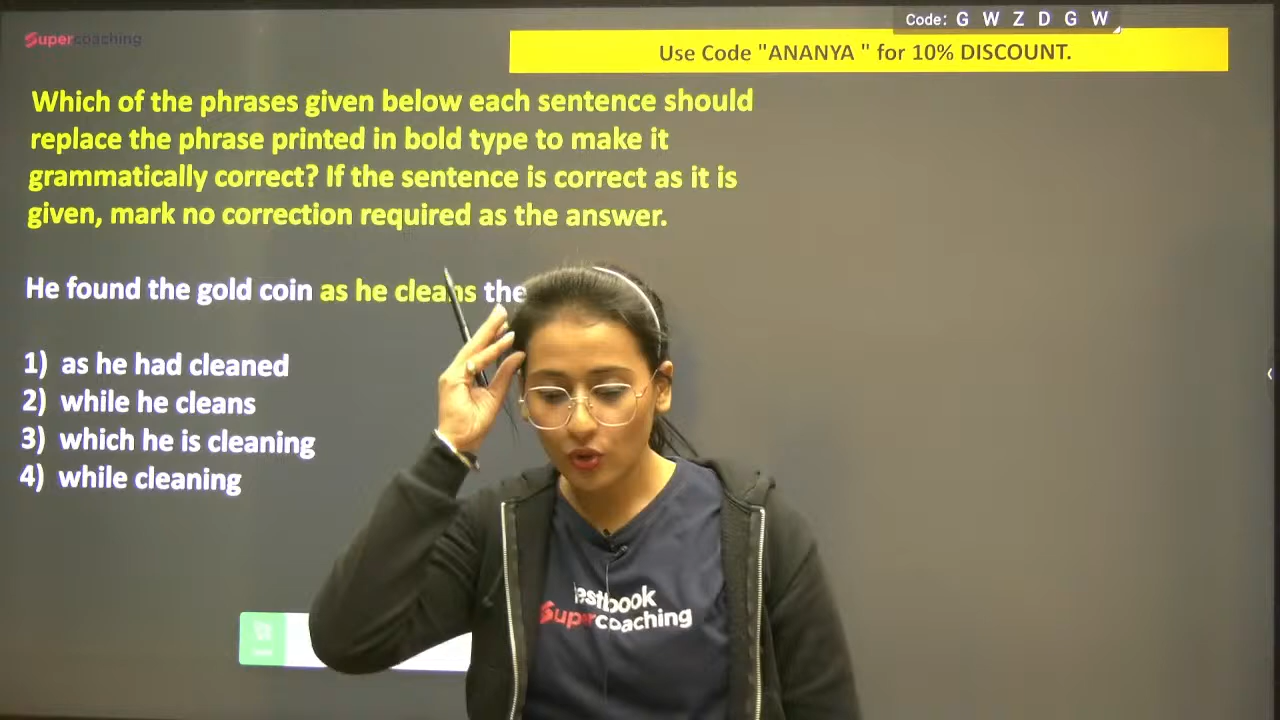 Code: G W Z D G W
Supercoaching
Use Code "ANANYA " for 10% DISCOUNT.
Which of the phrases given below each sentence should
replace the phrase printed in bold type to make it
grammatically correct? If the sentence is correct as it is
given, mark no correction required as the answer.
He found the gold coin as he cleans the
1) as he had cleaned
2) while he cleans
3) which he is cleaning
4) while cleaning
testbook
Supercoaching